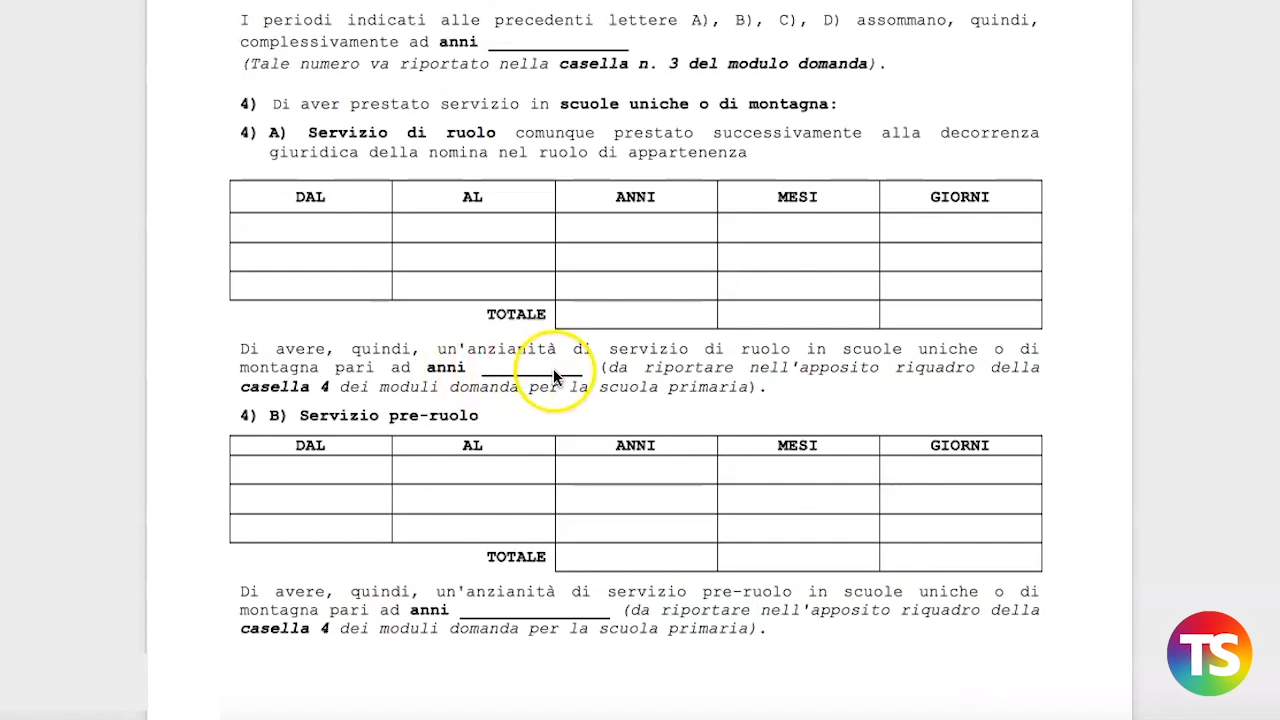 I periodi indicati alle precedenti lettere A), B), C), D) assommano, quindi,
complessivamente ad anni ______________
(Tale numero va riportato nella casella n. 3 del modulo domanda).
4) Di aver prestato servizio in scuole uniche o di montagna:
4) A) Servizio di ruolo comunque prestato successivamente alla decorrenza
giuridica della nomina nel ruolo di appartenenza
DAL AL ANNI MESI GIORNI
TOTALE
Di avere, quindi, un'anzianità di servizio di ruolo in scuole uniche o di
montagna pari ad anni __________ (da riportare nell'apposito riquadro della
casella 4 dei moduli domanda per la scuola primaria).
4) B) Servizio pre-ruolo
DAL AL ANNI MESI GIORNI
TOTALE
Di avere, quindi, un'anzianità di servizio pre-ruolo in scuole uniche o di
montagna pari ad anni _______________ (da riportare nell'apposito riquadro della
casella 4 dei moduli domanda per la scuola primaria).
TS